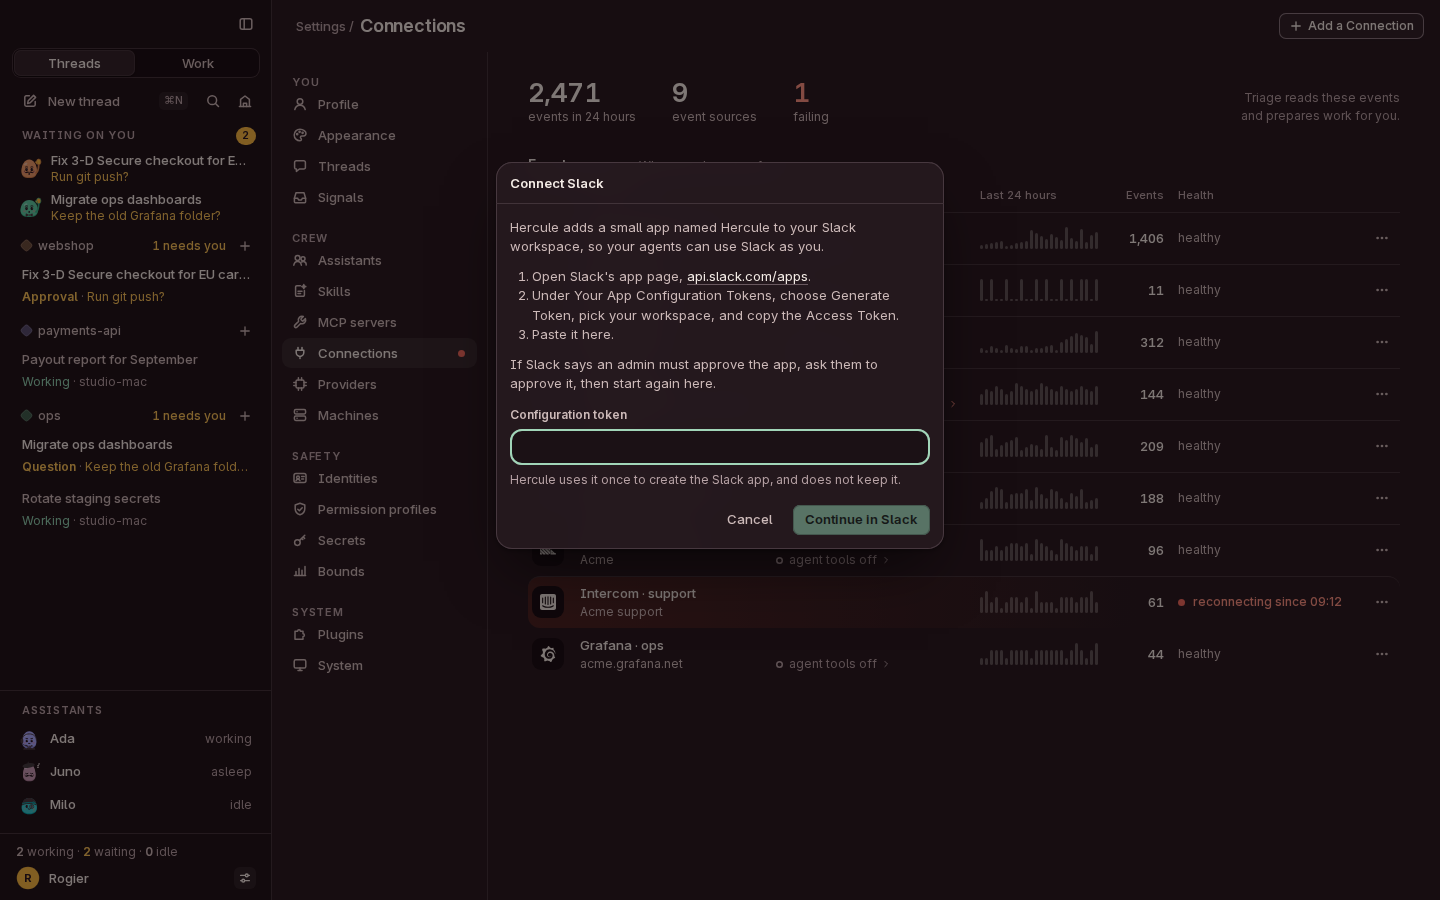 Settings / Connections
Add a Connection
Threads
Work
New thread
⌘N
WAITING ON YOU
2
Fix 3-D Secure checkout for E...
Run git push?
Migrate ops dashboards
Keep the old Grafana folder?
webshop
1 needs you
Fix 3-D Secure checkout for EU car...
Approval · Run git push?
payments-api
Payout report for September
Working · studio-mac
ops
1 needs you
Migrate ops dashboards
Question · Keep the old Grafana fold...
Rotate staging secrets
Working · studio-mac
ASSISTANTS
Ada
working
Juno
asleep
Milo
idle
2 working · 2 waiting · 0 idle
R
Rogier
YOU
Profile
Appearance
Threads
Signals
CREW
Assistants
Skills
MCP servers
Connections
Providers
Machines
SAFETY
Identities
Permission profiles
Secrets
Bounds
SYSTEM
Plugins
System
2,471
events in 24 hours
9
event sources
1
failing
Triage reads these events
and prepares work for you.
Last 24 hours
Events
Health
1,406
healthy
11
healthy
312
healthy
144
healthy
209
healthy
188
healthy
Connect Slack
Hercule adds a small app named Hercule to your Slack
workspace, so your agents can use Slack as you.
1. Open Slack's app page, api.slack.com/apps.
2. Under Your App Configuration Tokens, choose Generate
Token, pick your workspace, and copy the Access Token.
3. Paste it here.
If Slack says an admin must approve the app, ask them to
approve it, then start again here.
Configuration token
Hercule uses it once to create the Slack app, and does not keep it.
Cancel
Continue in Slack
Acme
agent tools off
96
healthy
Intercom · support
Acme support
61
reconnecting since 09:12
Grafana · ops
acme.grafana.net
agent tools off
44
healthy